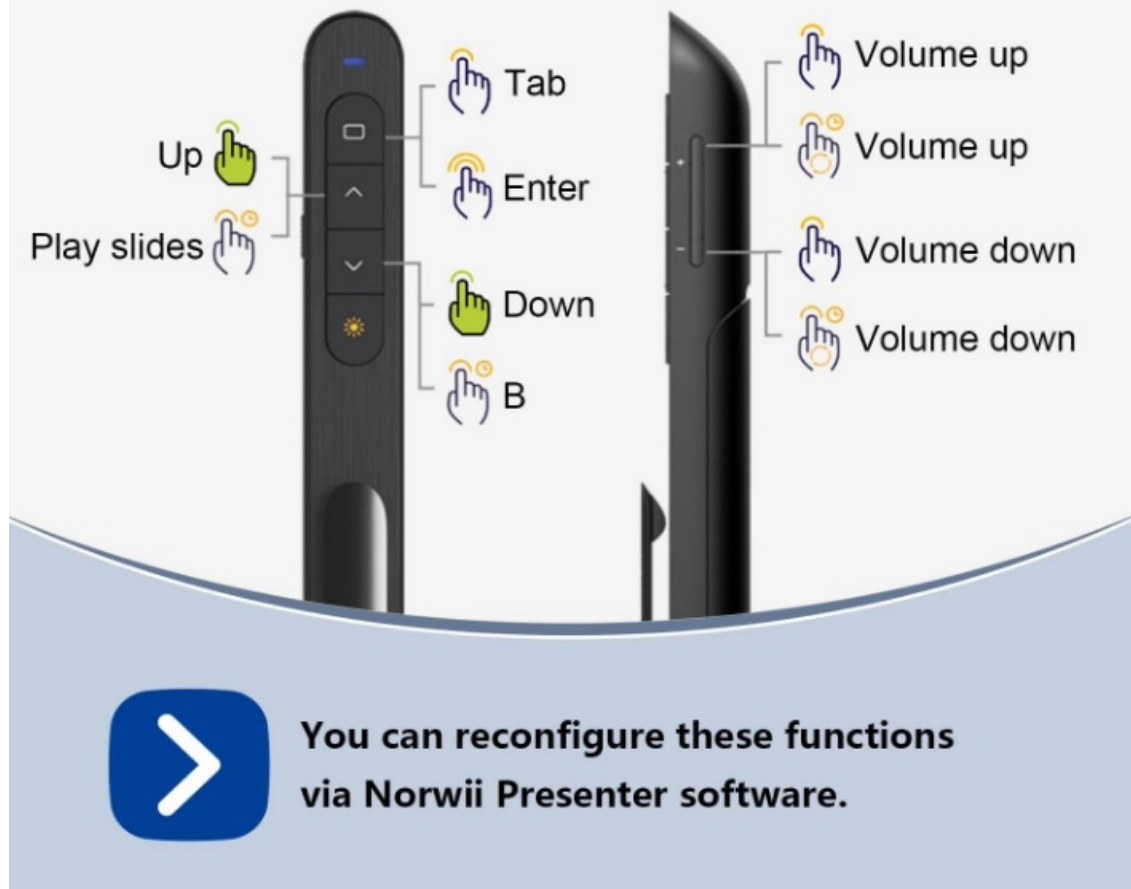 Up
Play slides
Tab
Enter
Down
B
+
-
Volume up
Volume up
Volume down
Volume down
You can reconfigure these functions
via Norwii Presenter software.